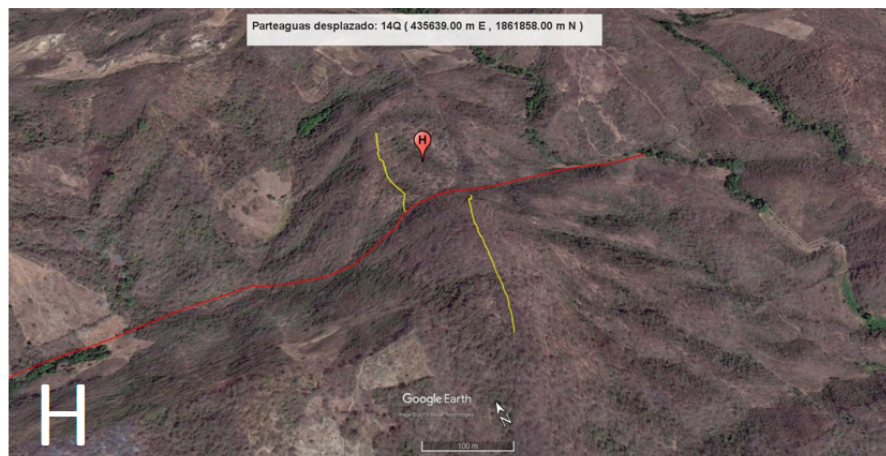 Parteaguas desplazado: 14Q ( 435639.00 m E , 1861858.00 m N )
H
H
Google Earth
N
100 m